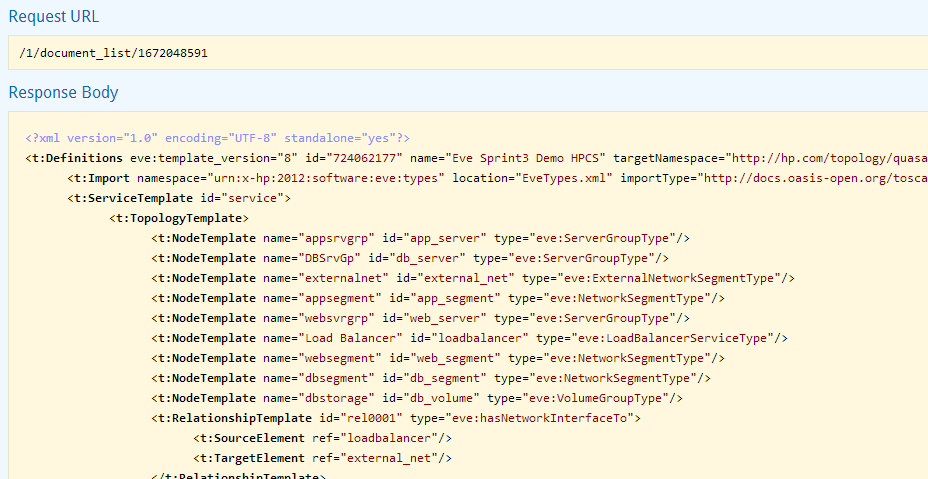 Request URL
/1/document_list/1672048591
Response Body
<?xml version="1.0" encoding="UTF-8" standalone="yes"?>
<t:Definitions eve:template_version="8" id="724062177" name="Eve Sprint3 Demo HPCS" targetNamespace="http://hp.com/topology/quasa
<t:Import namespace="urn:x-hp:2012:software:eve:types" location="EveTypes.xml" importType="http://docs.oasis-open.org/tosca
<t:ServiceTemplate id="service">
<t:TopologyTemplate>
<t:NodeTemplate name="appsrvgrp" id="app_server" type="eve:ServerGroupType"/>
<t:NodeTemplate name="DBSrvGp" id="db_server" type="eve:ServerGroupType"/>
<t:NodeTemplate name="externalnet" id="external_net" type="eve:ExternalNetworkSegmentType"/>
<t:NodeTemplate name="appsegment" id="app_segment" type="eve:NetworkSegmentType"/>
<t:NodeTemplate name="websvrgrp" id="web_server" type="eve:ServerGroupType"/>
<t:NodeTemplate name="Load Balancer" id="loadbalancer" type="eve:LoadBalancerServiceType"/>
<t:NodeTemplate name="websegment" id="web_segment" type="eve:NetworkSegmentType"/>
<t:NodeTemplate name="dbsegment" id="db_segment" type="eve:NetworkSegmentType"/>
<t:NodeTemplate name="dbstorage" id="db_volume" type="eve:VolumeGroupType"/>
<t:RelationshipTemplate id="rel0001" type="eve:hasNetworkInterfaceTo">
<t:SourceElement ref="loadbalancer"/>
<t:TargetElement ref="external_net"/>
</t:RelationshipTemplate>